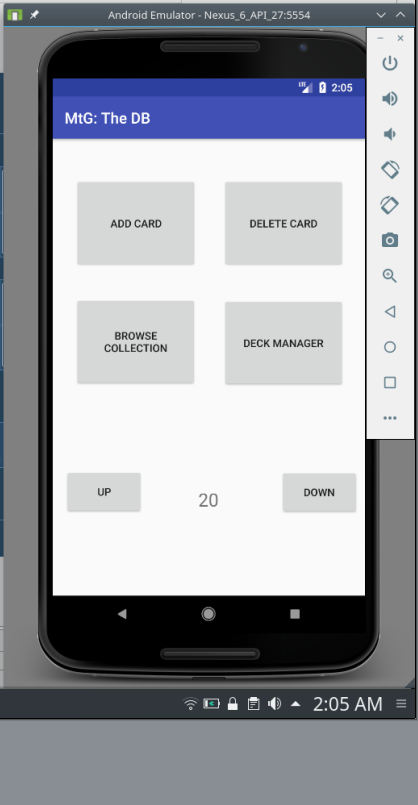 Android Emulator - Nexus_6_API_27:5554
2:05
MtG: The DB
ADD CARD
DELETE CARD
BROWSE
COLLECTION
DECK MANAGER
UP
20
DOWN
2:05 AM